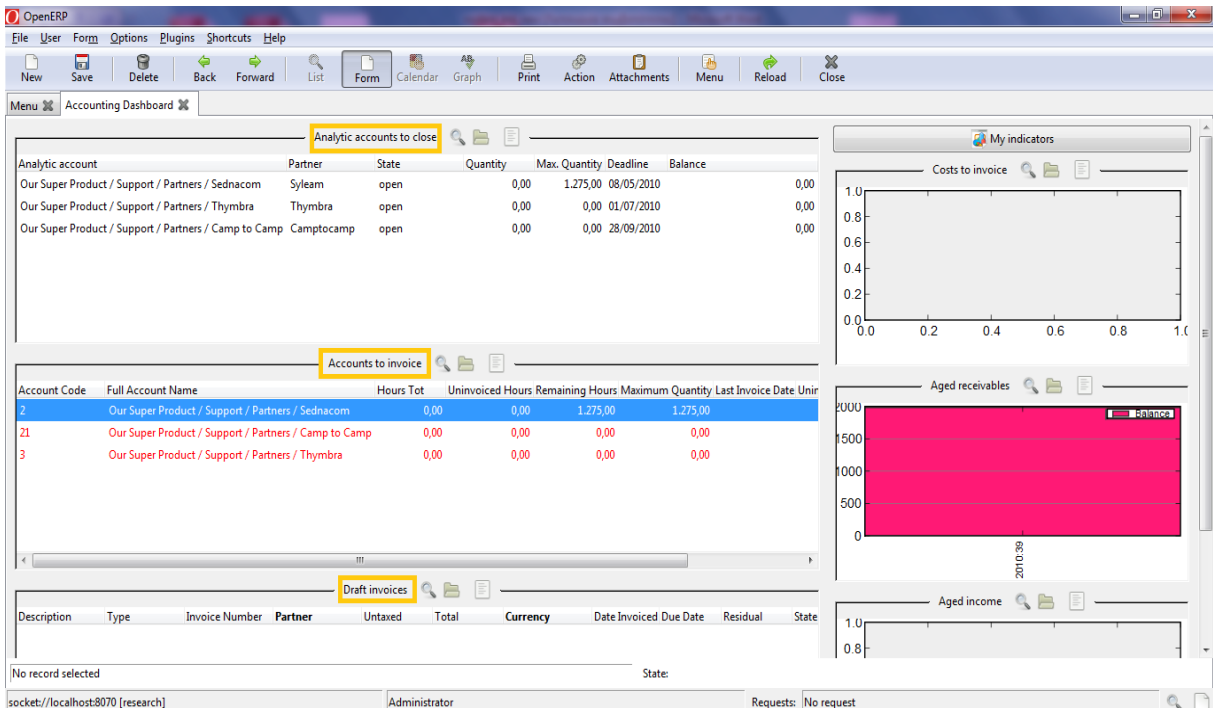 OpenERP
File User Form Options Plugins Shortcuts Help
New Save Delete Back Forward List Form Calendar Graph Print Action Attachments Menu Reload Close
Menu Accounting Dashboard
Analytic accounts to close
Analytic account Partner State Quantity Max. Quantity Deadline Balance
Our Super Product / Support / Partners / Sednacom Syleam open 0,00 1.275,00 08/05/2010 0,00
Our Super Product / Support / Partners / Thymbra Thymbra open 0,00 0,00 01/07/2010 0,00
Our Super Product / Support / Partners / Camp to Camp Camptocamp open 0,00 0,00 28/09/2010 0,00
Accounts to invoice
Account Code Full Account Name Hours Tot Uninvoiced Hours Remaining Hours Maximum Quantity Last Invoice Date Unin
2 Our Super Product / Support / Partners / Sednacom 0,00 0,00 1.275,00 1.275,00
21 Our Super Product / Support / Partners / Camp to Camp 0,00 0,00 0,00 0,00
3 Our Super Product / Support / Partners / Thymbra 0,00 0,00 0,00 0,00
Draft invoices
Description Type Invoice Number Partner Untaxed Total Currency Date Invoiced Due Date Residual State
My indicators
Costs to invoice
1.0
0.8
0.6
0.4
0.2
0.0
0.0 0.2 0.4 0.6 0.8 1.0
Aged receivables
2000
Balance
1500
1000
500
0
2010:39
Aged income
1.0
0.8
No record selected State:
socket://localhost:8070 [research] Administrator Requests: No request